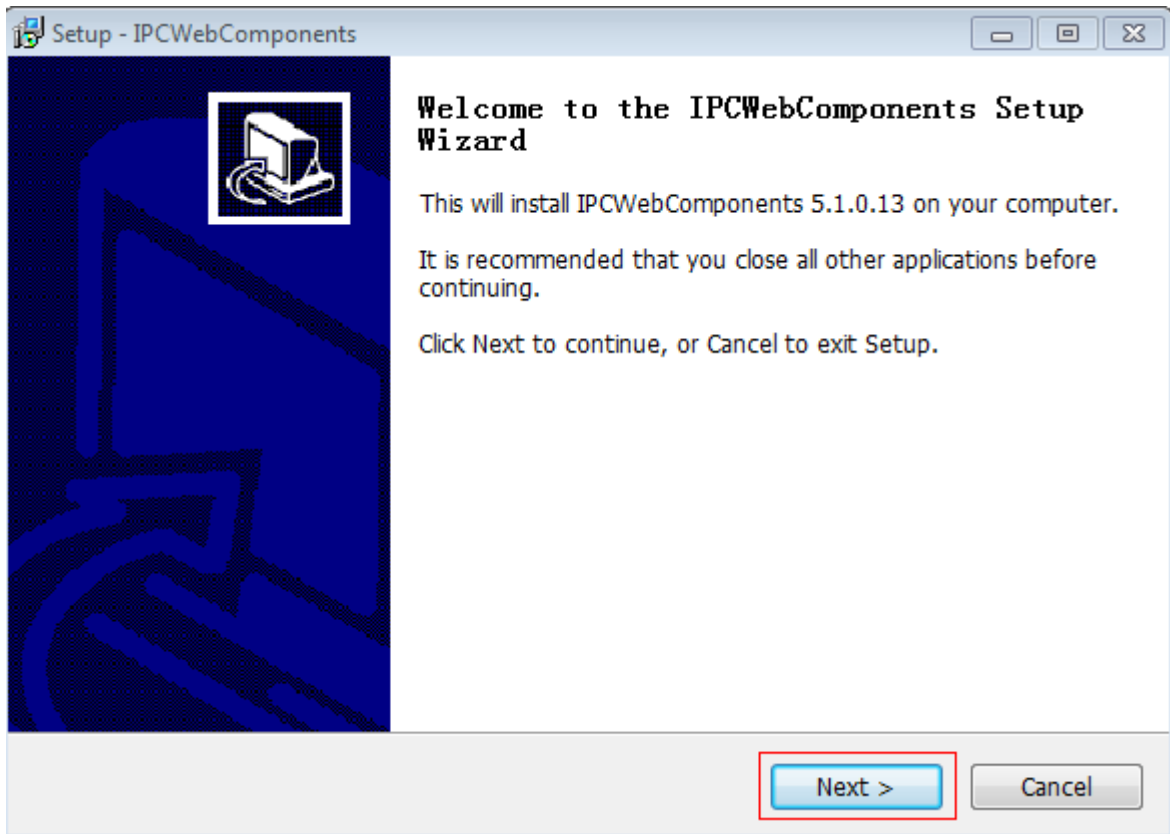 Setup - IPCWebComponents
Welcome to the IPCWebComponents Setup
Wizard
This will install IPCWebComponents 5.1.0.13 on your computer.
It is recommended that you close all other applications before
continuing.
Click Next to continue, or Cancel to exit Setup.
Next >
Cancel